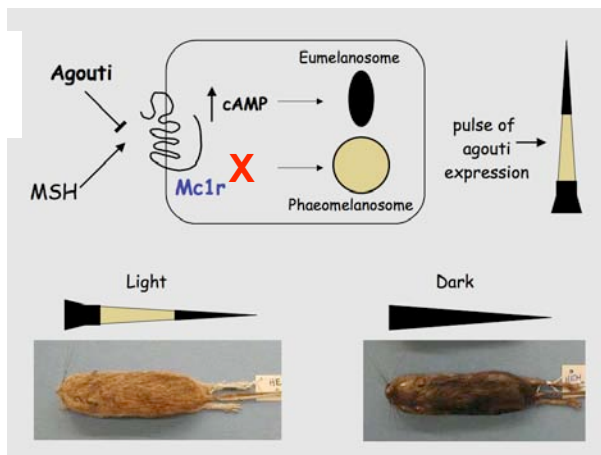 Agouti
MSH
cAMP
Mc1r
X
Eumelanosome
Phaeomelanosome
pulse of
agouti
expression
Light
Dark